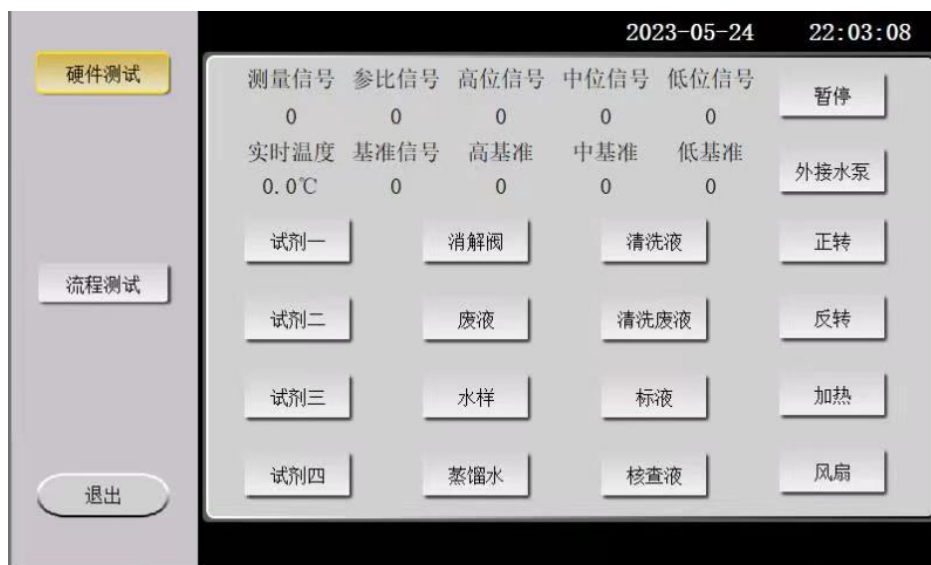 2023-05-24 22:03:08
硬件测试
测量信号 参比信号 高位信号 中位信号 低位信号
暂停
0 0 0 0 0
实时温度 基准信号 高基准 中基准 低基准
外接水泵
0.0℃ 0 0 0 0
试剂一 消解阀 清洗液 正转
流程测试
试剂二 废液 清洗废液 反转
试剂三 水样 标液 加热
试剂四 蒸馏水 核查液 风扇
退出